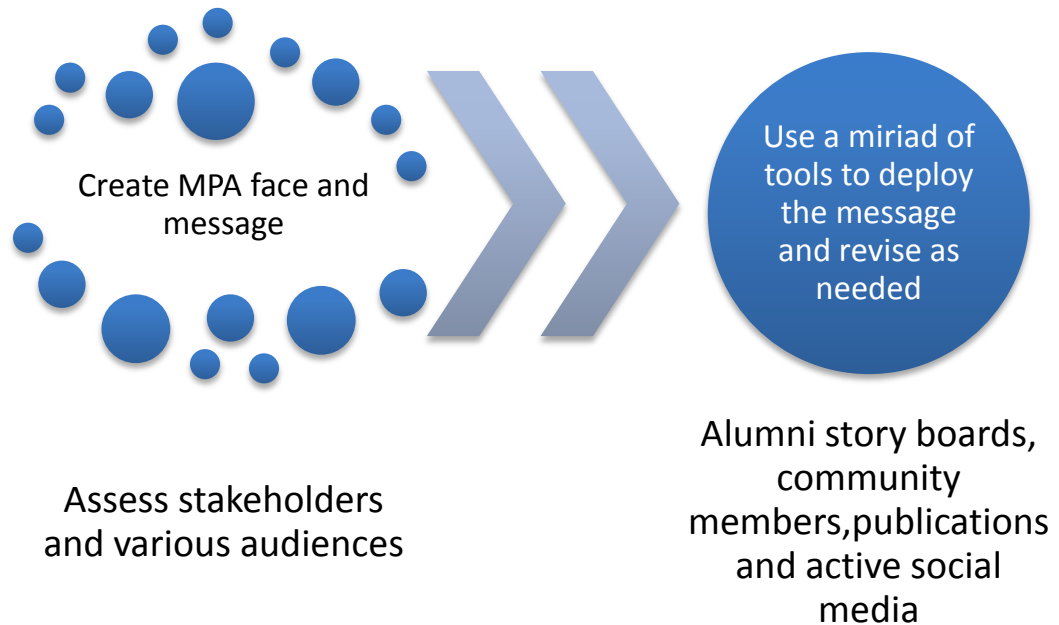 Create MPA face and
message
Assess stakeholders
and various audiences
Use a miriad of
tools to deploy
the message
and revise as
needed
Alumni story boards,
community
members,publications
and active social
media